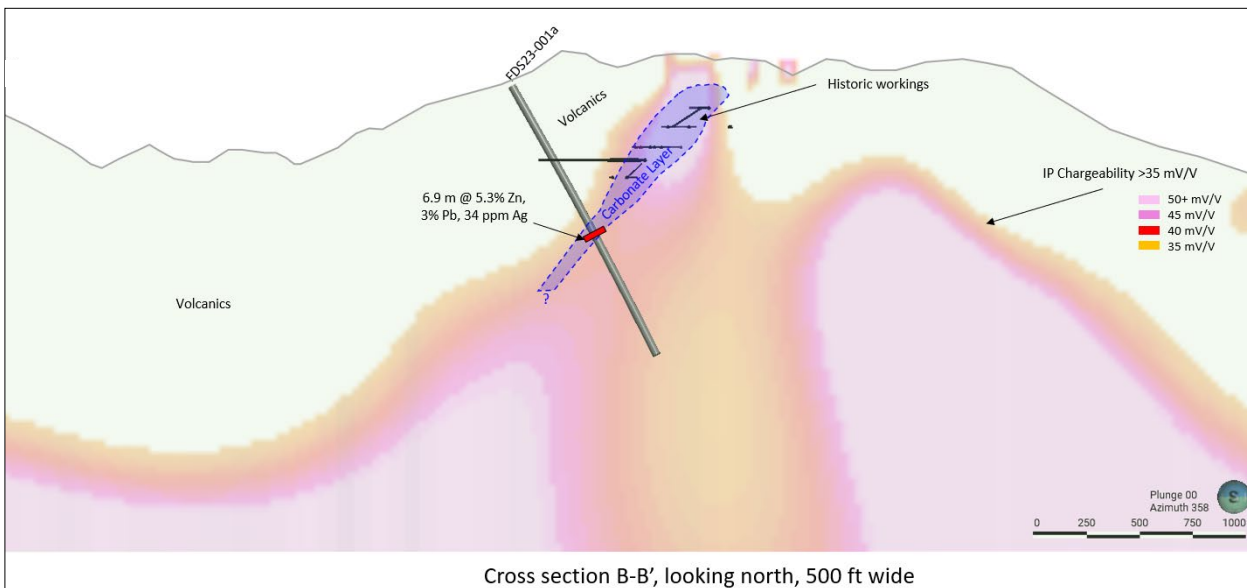 FDS23-001a
Volcanics
Historic workings
Carbonate Layer
IP Chargeability >35 mV/V
50+ mV/V
45 mV/V
40 mV/V
35 mV/V
6.9 m @ 5.3% Zn,
3% Pb, 34 ppm Ag
Volcanics
?
Plunge 00
Azimuth 358
S
0 250 500 750 1000
Cross section B-B’, looking north, 500 ft wide